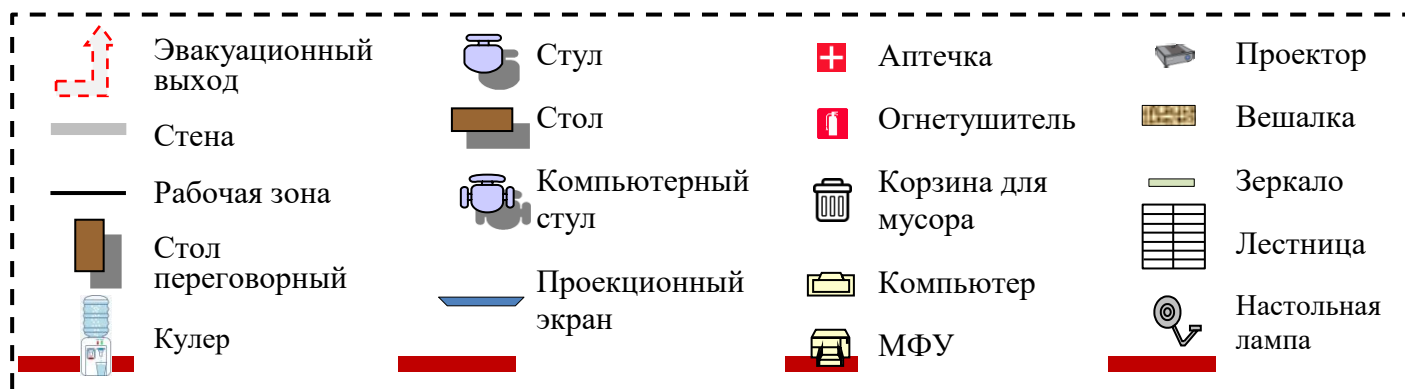 Эвакуационный
выход
Стена
Рабочая зона
Стол
переговорный
Кулер
Стул
Стол
Компьютерный
стул
Проекционный
экран
Аптечка
Огнетушитель
Корзина для
мусора
Компьютер
МФУ
Проектор
Вешалка
Зеркало
Лестница
Настольная
лампа